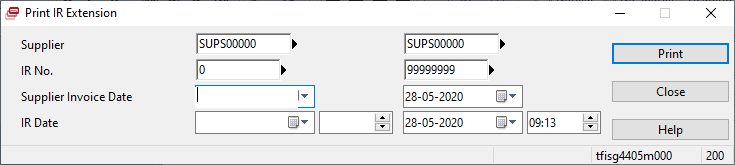 Print IR Extension
Supplier SUPS00000 SUPS00000 Print
IR No. 0 99999999
Supplier Invoice Date 28-05-2020 Close
IR Date 28-05-2020 09:13 Help
tfisg4405m000 200